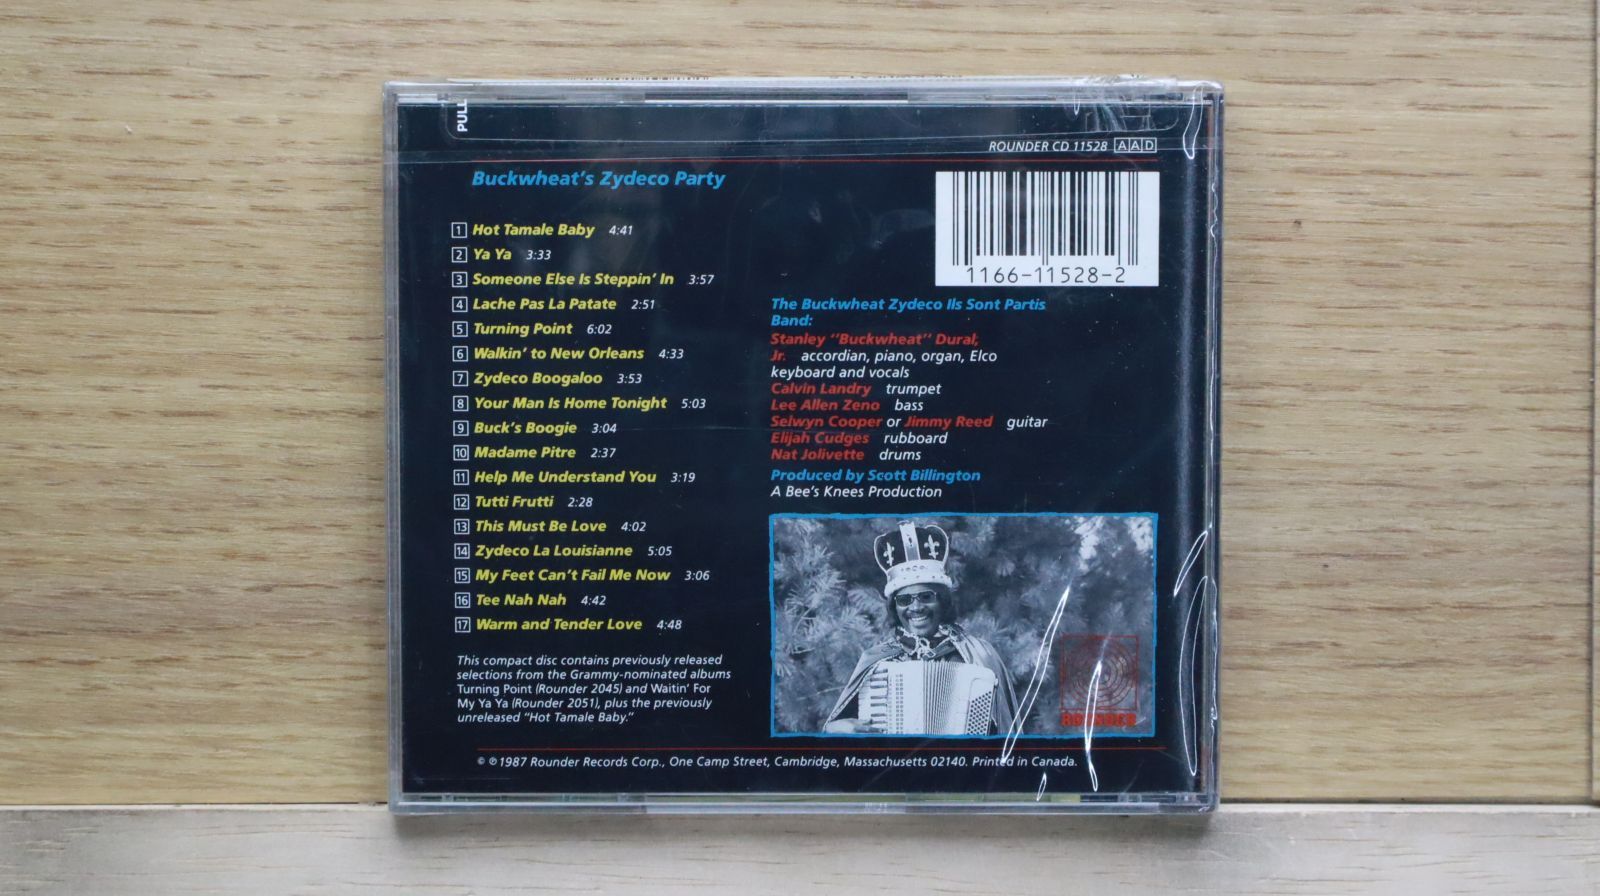 PULL
ROUNDER CD 11528 AAD
Buckwheat's Zydeco Party
1166-11528-2
1 Hot Tamale Baby 4:41
2 Ya Ya 3:33
3 Someone Else Is Steppin' In 3:57
4 Lache Pas La Patate 2:51
5 Turning Point 6:02
6 Walkin' to New Orleans 4:33
7 Zydeco Boogaloo 3:53
8 Your Man Is Home Tonight 5:03
9 Buck's Boogie 3:04
10 Madame Pitre 2:37
11 Help Me Understand You 3:19
12 Tutti Frutti 2:28
13 This Must Be Love 4:02
14 Zydeco La Louisianne 5:05
15 My Feet Can't Fail Me Now 3:06
16 Tee Nah Nah 4:42
17 Warm and Tender Love 4:48
This compact disc contains previously released
selections from the Grammy-nominated albums
Turning Point (Rounder 2045) and Waitin' For
My Ya Ya (Rounder 2051), plus the previously
unreleased "Hot Tamale Baby."
The Buckwheat Zydeco Ils Sont Partis
Band:
Stanley "Buckwheat" Dural,
Jr. accordian, piano, organ, Elco
keyboard and vocals
Calvin Landry trumpet
Lee Allen Zeno bass
Selwyn Cooper or Jimmy Reed guitar
Elijah Cudges rubboard
Nat Jolivette drums
Produced by Scott Billington
A Bee's Knees Production
ROUNDER
© ℗ 1987 Rounder Records Corp., One Camp Street, Cambridge, Massachusetts 02140. Printed in Canada.